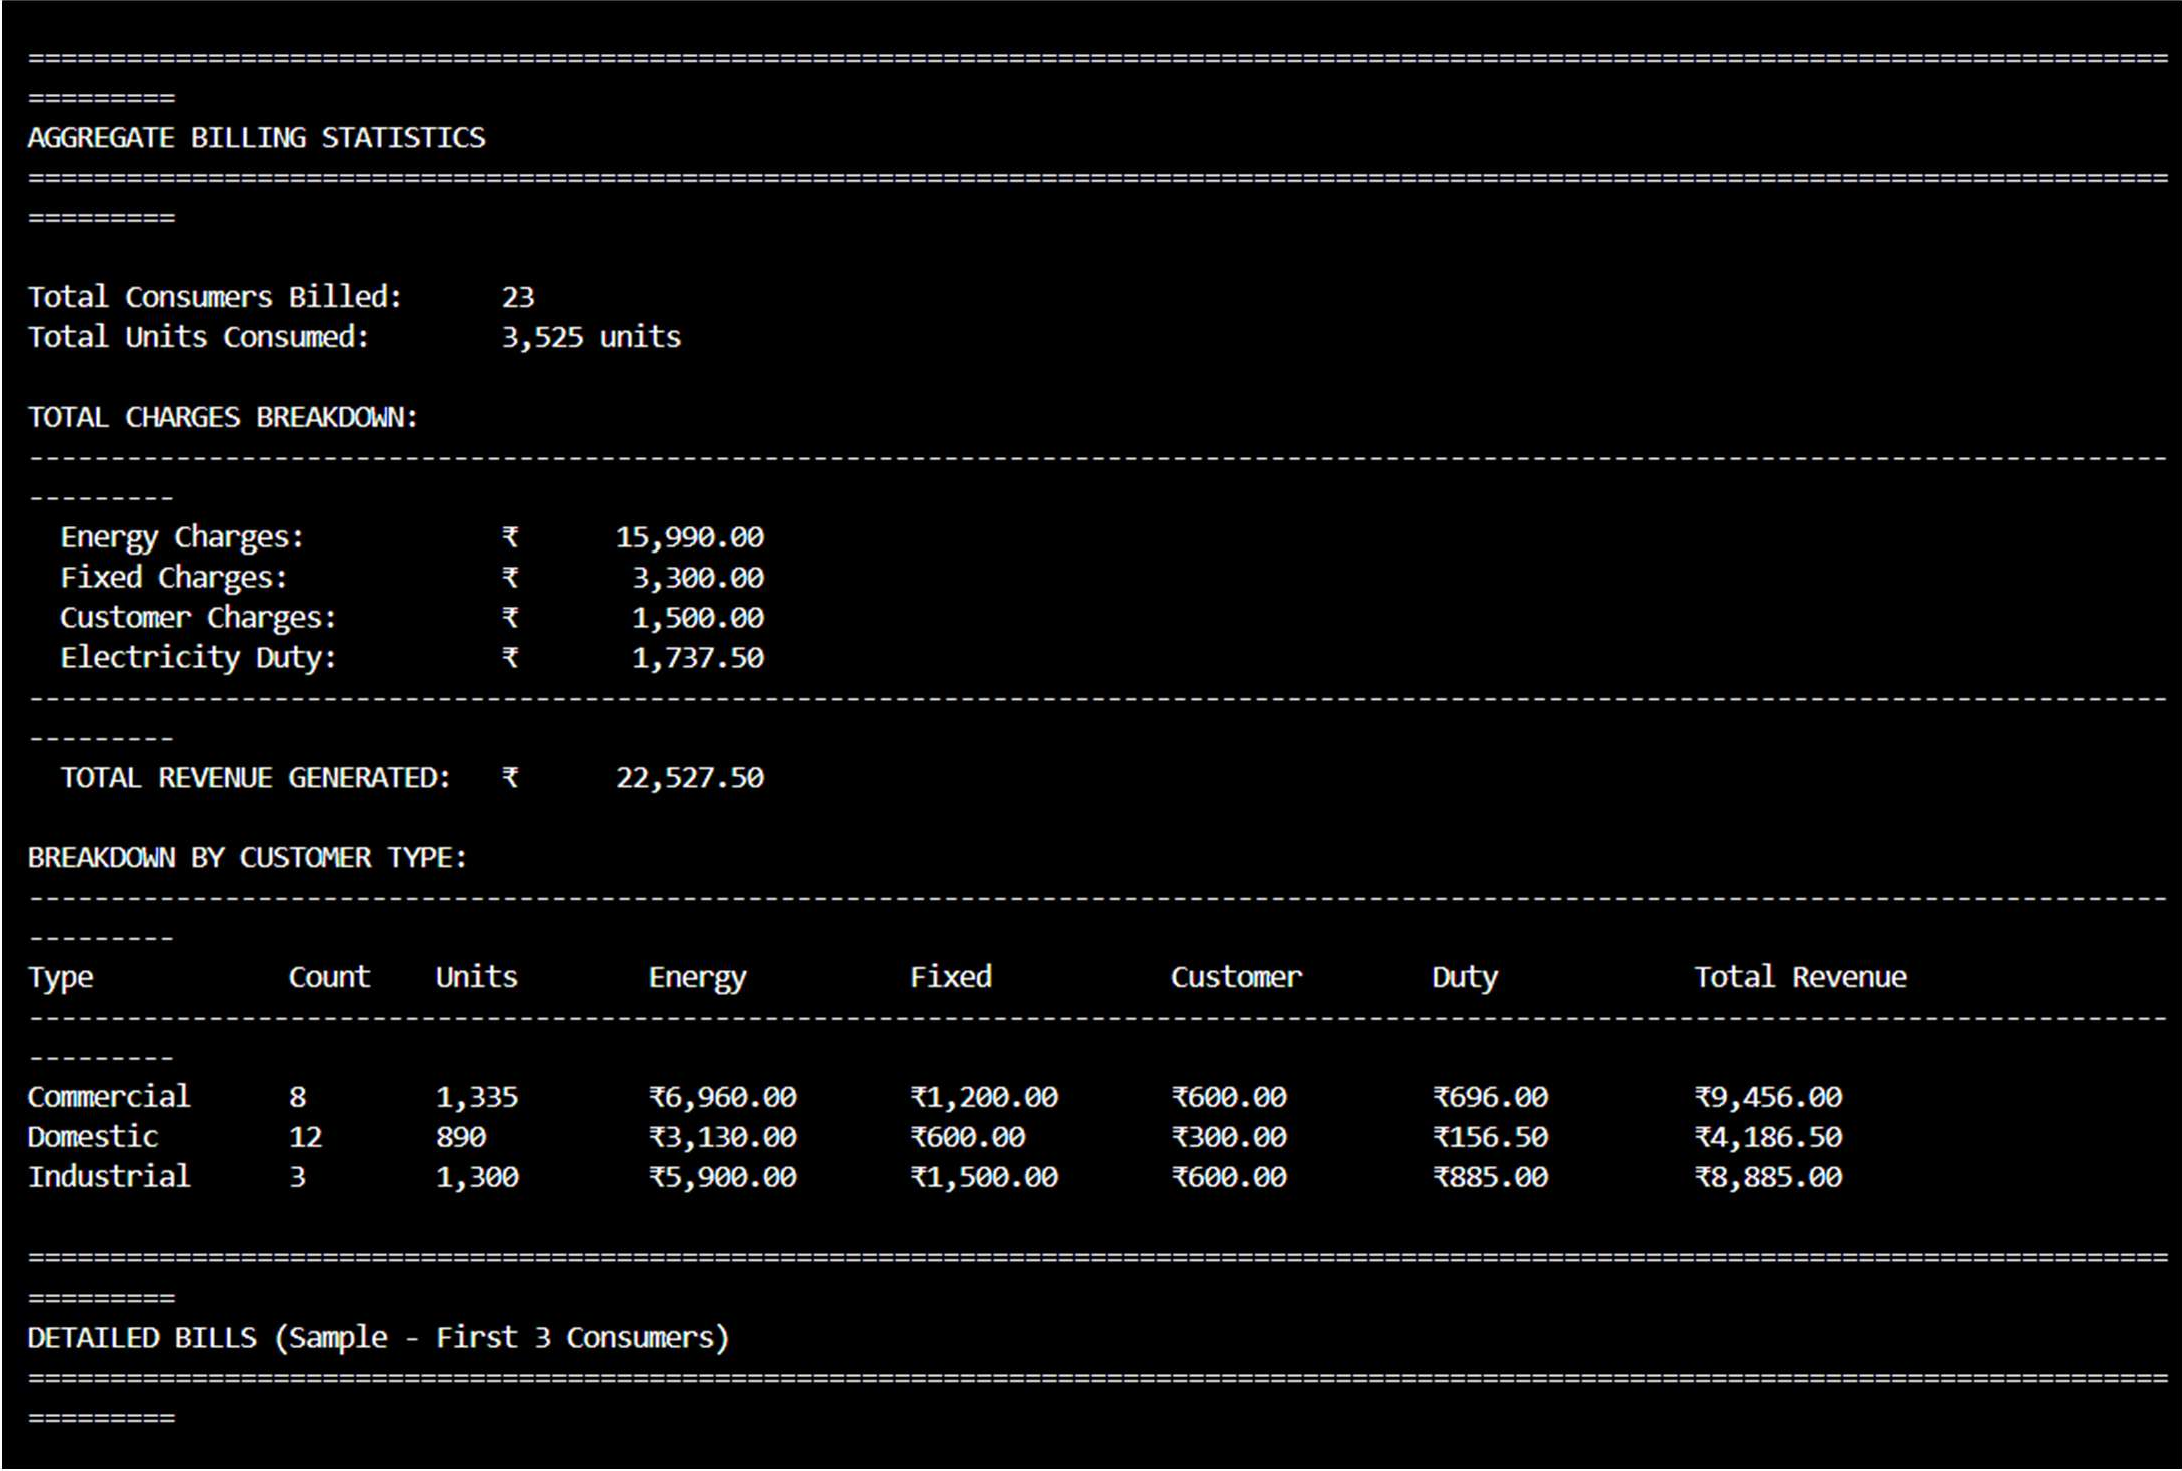 ===================================================================================================================================
=========
AGGREGATE BILLING STATISTICS
===================================================================================================================================
=========
Total Consumers Billed:      23
Total Units Consumed:        3,525 units
TOTAL CHARGES BREAKDOWN:
-----------------------------------------------------------------------------------------------------------------------------------
---------
  Energy Charges:            ₹      15,990.00
  Fixed Charges:             ₹       3,300.00
  Customer Charges:          ₹       1,500.00
  Electricity Duty:          ₹       1,737.50
-----------------------------------------------------------------------------------------------------------------------------------
---------
  TOTAL REVENUE GENERATED:   ₹      22,527.50
BREAKDOWN BY CUSTOMER TYPE:
-----------------------------------------------------------------------------------------------------------------------------------
---------
Type            Count    Units        Energy          Fixed           Customer        Duty            Total Revenue
-----------------------------------------------------------------------------------------------------------------------------------
---------
Commercial      8        1,335        ₹6,960.00       ₹1,200.00       ₹600.00         ₹696.00         ₹9,456.00
Domestic        12       890          ₹3,130.00       ₹600.00         ₹300.00         ₹156.50         ₹4,186.50
Industrial      3        1,300        ₹5,900.00       ₹1,500.00       ₹600.00         ₹885.00         ₹8,885.00
===================================================================================================================================
=========
DETAILED BILLS (Sample - First 3 Consumers)
===================================================================================================================================
=========